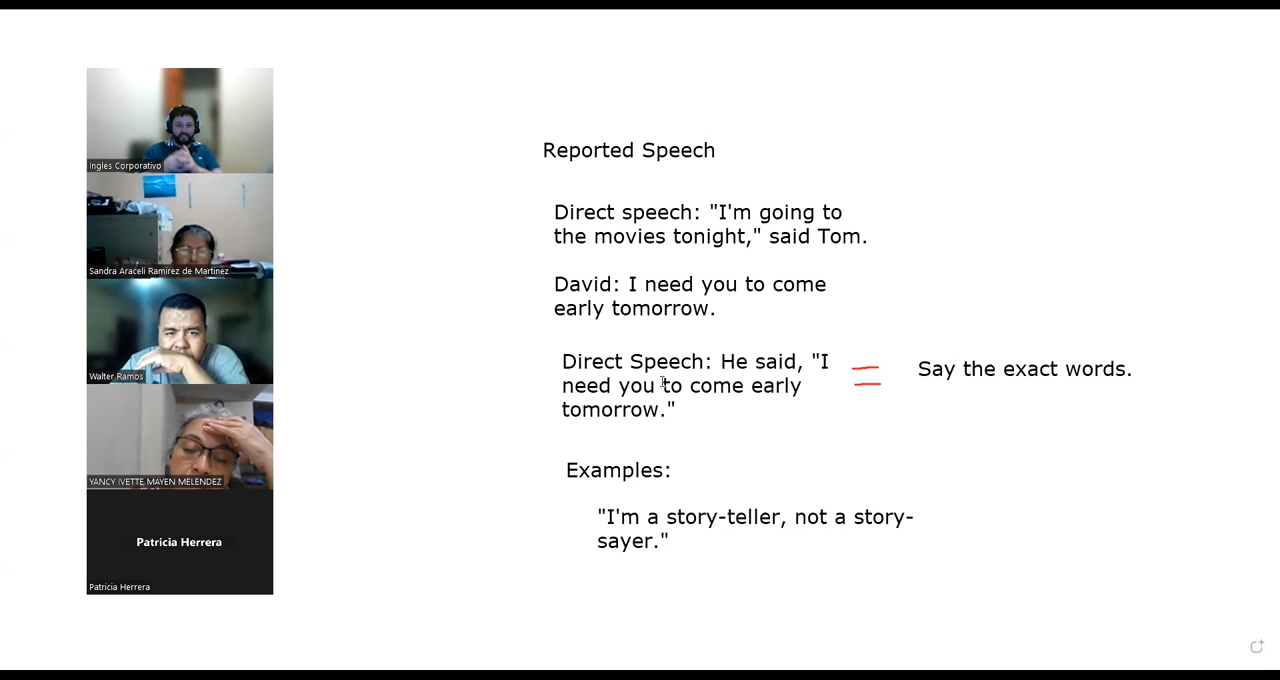 Ingles Corporativo
Sandra Araceli Ramirez de Martinez
Walter Ramos
YANCY IVETTE MAYEN MELENDEZ
Patricia Herrera
Patricia Herrera
Reported Speech
Direct speech: "I'm going to
the movies tonight," said Tom.
David: I need you to come
early tomorrow.
Direct Speech: He said, "I
need you to come early
tomorrow."
Say the exact words.
Examples:
"I'm a story-teller, not a story-
sayer."